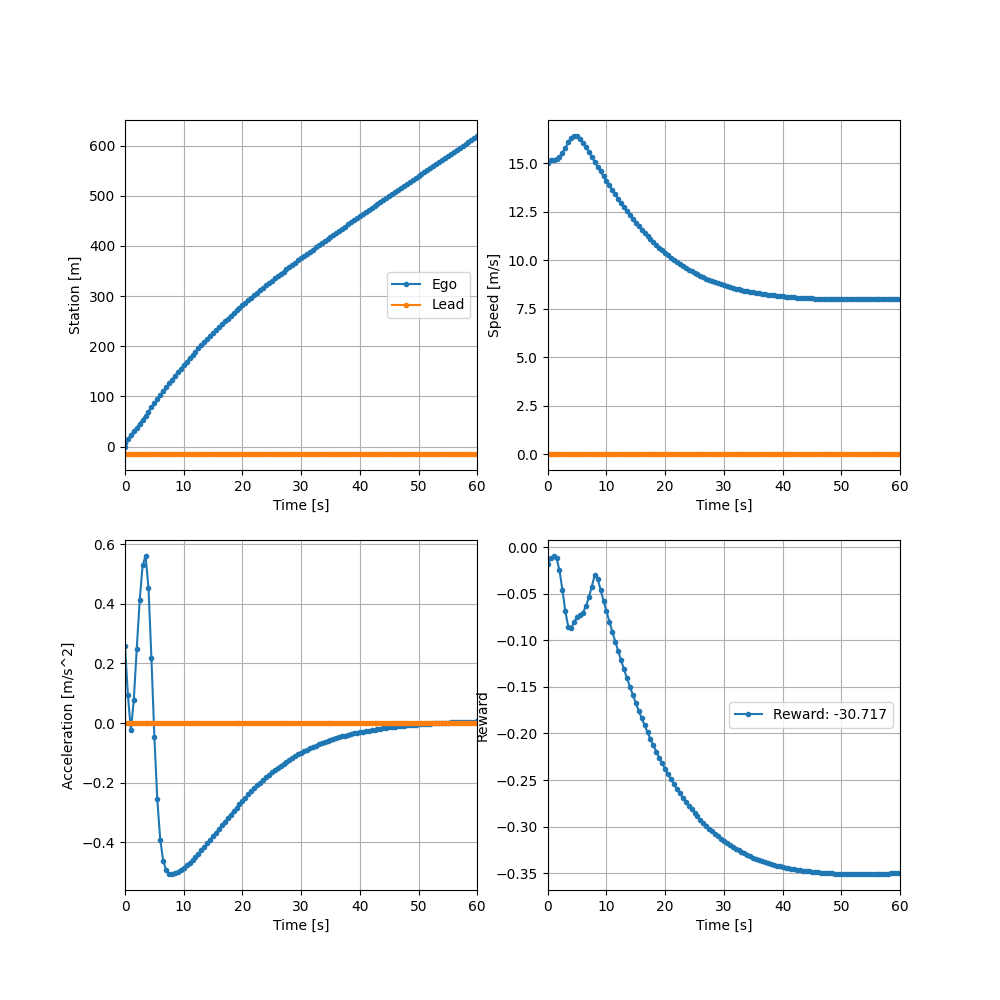 600
500
400
300
200
100
0
Station [m]
Ego
Lead
0 10 20 30 40 50 60
Time [s]
15.0
12.5
10.0
7.5
5.0
2.5
0.0
Speed [m/s]
0 10 20 30 40 50 60
Time [s]
0.6
0.4
0.2
0.0
−0.2
−0.4
Acceleration [m/s^2]
0 10 20 30 40 50 60
Time [s]
0.00
−0.05
−0.10
−0.15
−0.20
−0.25
−0.30
−0.35
Reward
Reward: -30.717
0 10 20 30 40 50 60
Time [s]